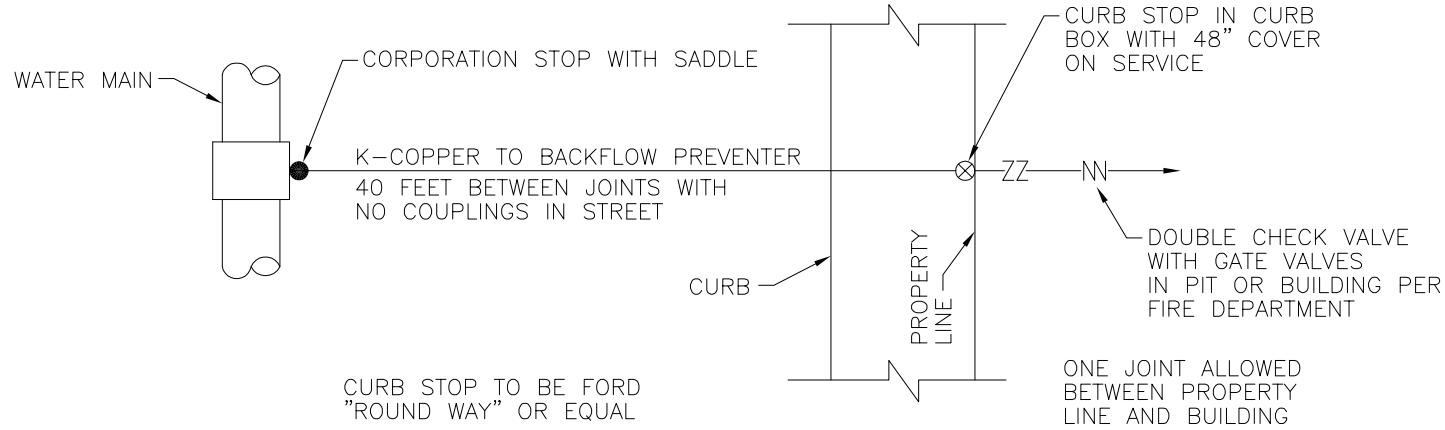 WATER MAIN
CORPORATION STOP WITH SADDLE
CURB STOP IN CURB
BOX WITH 48" COVER
ON SERVICE
K-COPPER TO BACKFLOW PREVENTER
40 FEET BETWEEN JOINTS WITH
NO COUPLINGS IN STREET
ZZ
NN
CURB
PROPERTY
LINE
DOUBLE CHECK VALVE
WITH GATE VALVES
IN PIT OR BUILDING PER
FIRE DEPARTMENT
CURB STOP TO BE FORD
"ROUND WAY" OR EQUAL
ONE JOINT ALLOWED
BETWEEN PROPERTY
LINE AND BUILDING